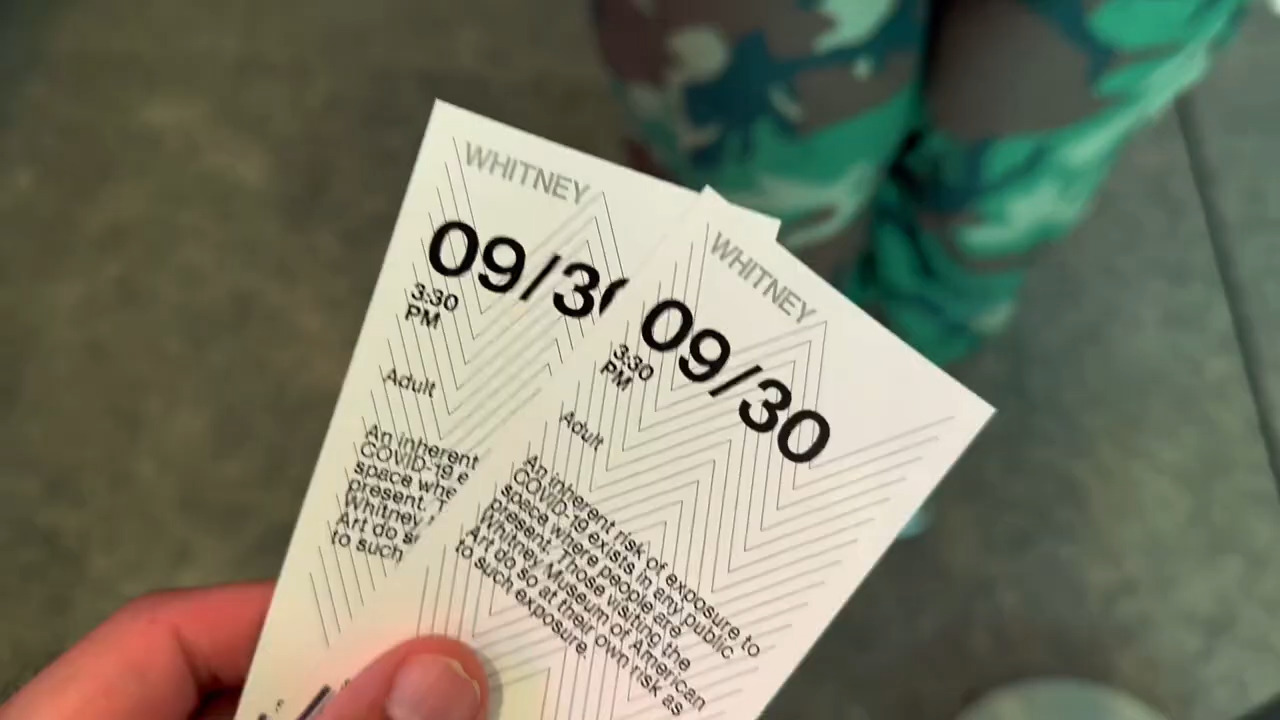 WHITNEY
09/3
3:30
PM
Adult
An inherent
COVID-19 e
space whe
present.
Whitney
Art do s
to such
WHITNEY
09/30
3:30
PM
Adult
An inherent risk of exposure to
COVID-19 exists in any public
space where people are
present. Those visiting the
Whitney Museum of American
Art do so at their own risk as
to such exposure.